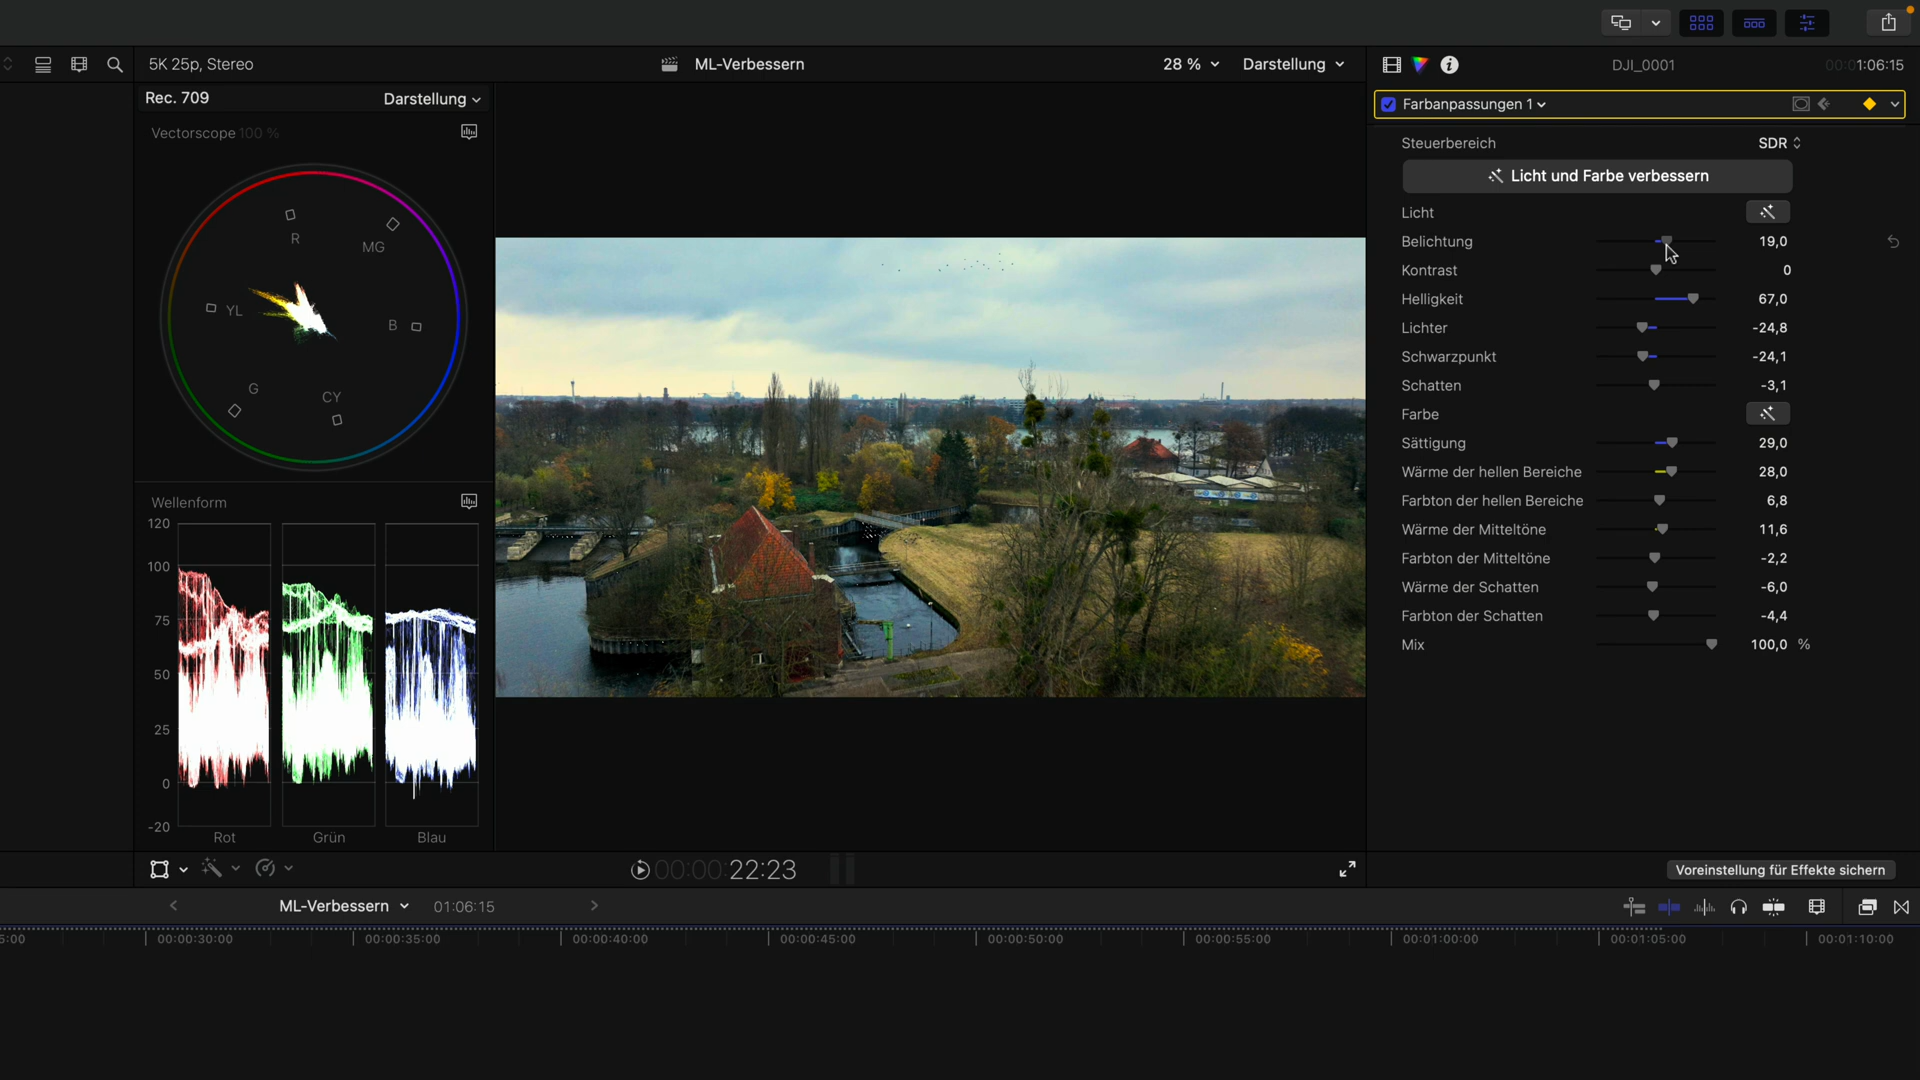 5K 25p, Stereo
ML-Verbessern
28 %
Darstellung
DJI_0001
00:01:06:15
Rec. 709
Darstellung
Farbanpassungen 1
Vectorscope 100 %
Steuerbereich
SDR
Licht und Farbe verbessern
Licht
Belichtung
19,0
Kontrast
0
Helligkeit
67,0
Lichter
-24,8
Schwarzpunkt
-24,1
Schatten
-3,1
Farbe
Sättigung
29,0
Wärme der hellen Bereiche
28,0
Farbton der hellen Bereiche
6,8
Wärme der Mitteltöne
11,6
Farbton der Mitteltöne
-2,2
Wärme der Schatten
-6,0
Farbton der Schatten
-4,4
Mix
100,0 %
R
MG
YL
B
G
CY
Wellenform
120
100
75
50
25
0
-20
Rot
Grün
Blau
00:00:22:23
Voreinstellung für Effekte sichern
ML-Verbessern
01:06:15
5:00
00:00:30:00
00:00:35:00
00:00:40:00
00:00:45:00
00:00:50:00
00:00:55:00
00:01:00:00
00:01:05:00
00:01:10:00